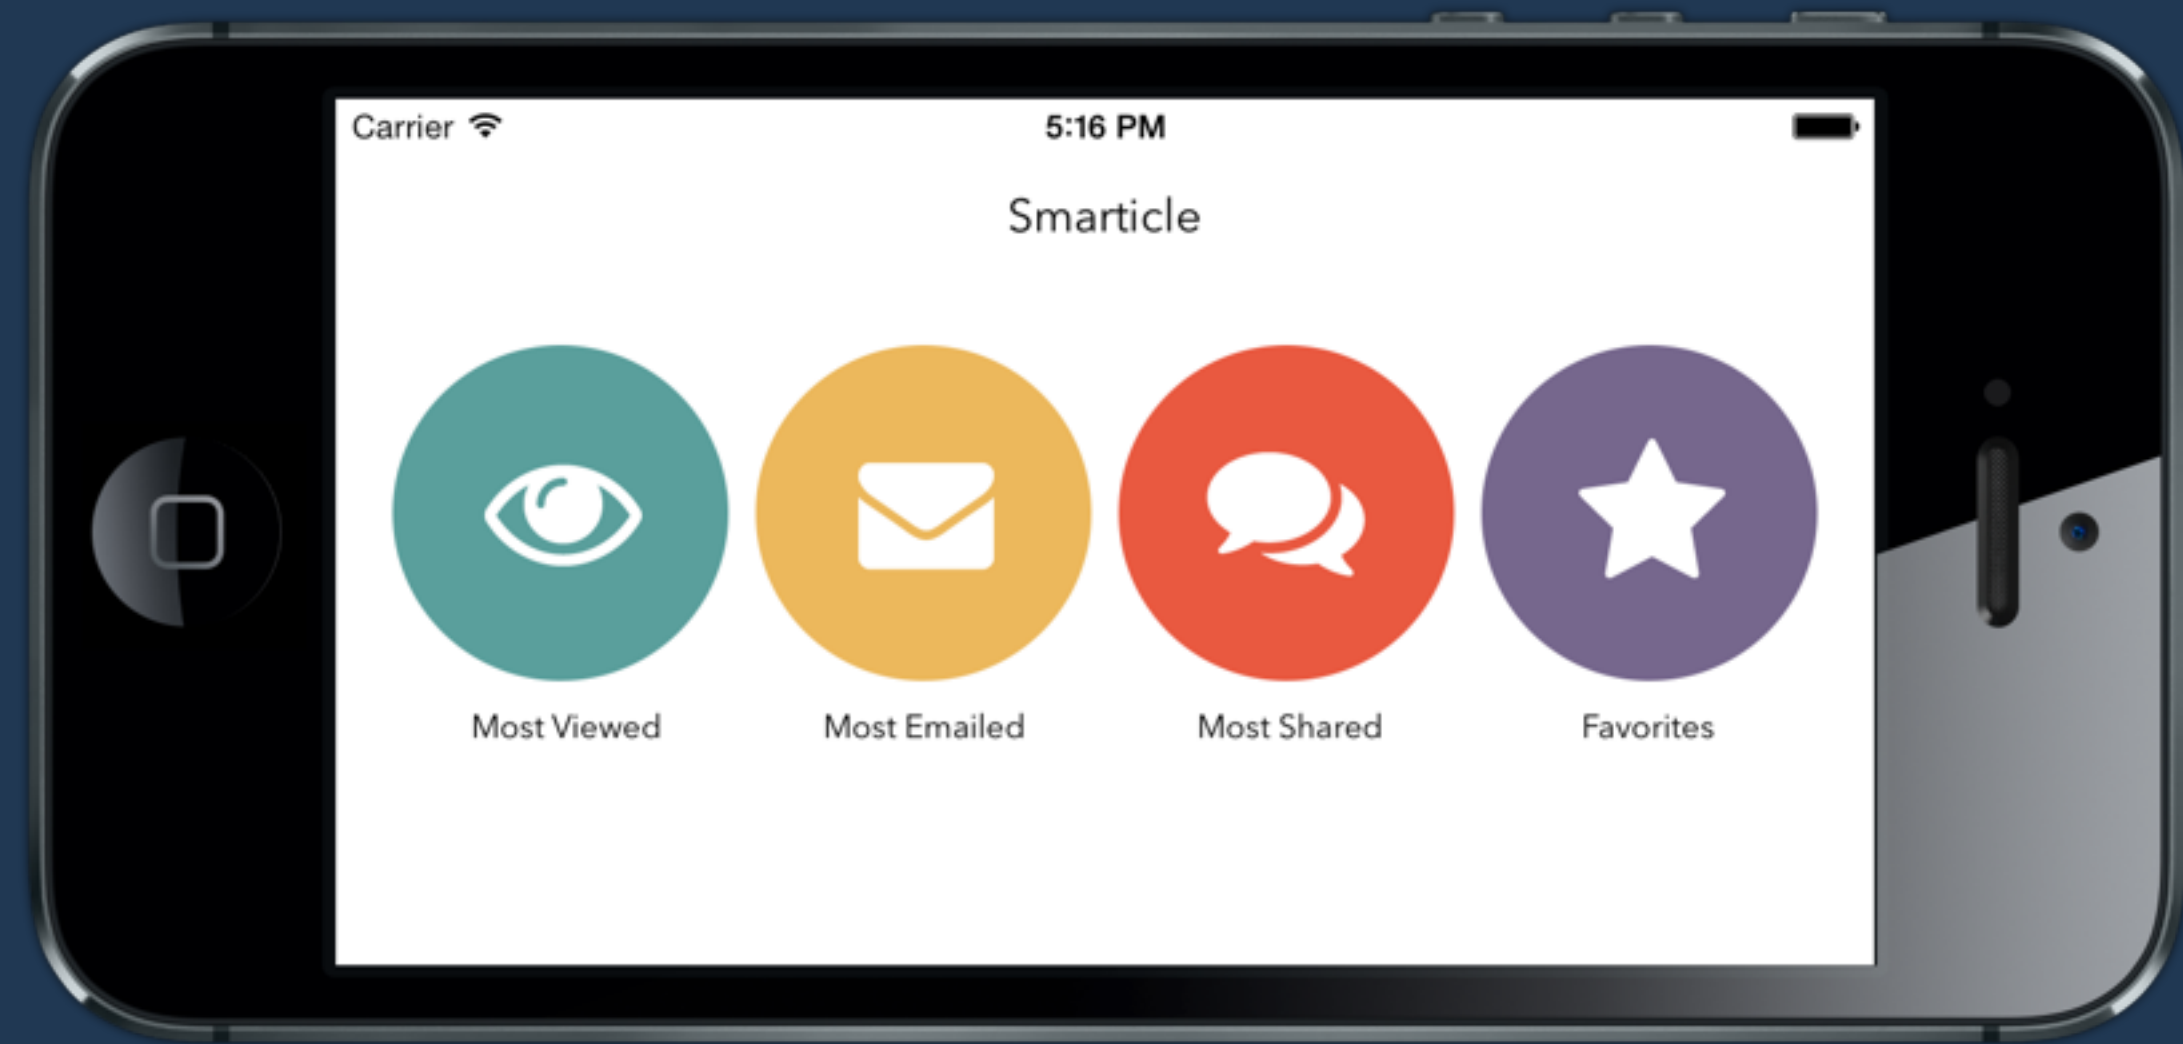 Carrier
5:16 PM
Smarticle
Most Viewed
Most Emailed
Most Shared
Favorites